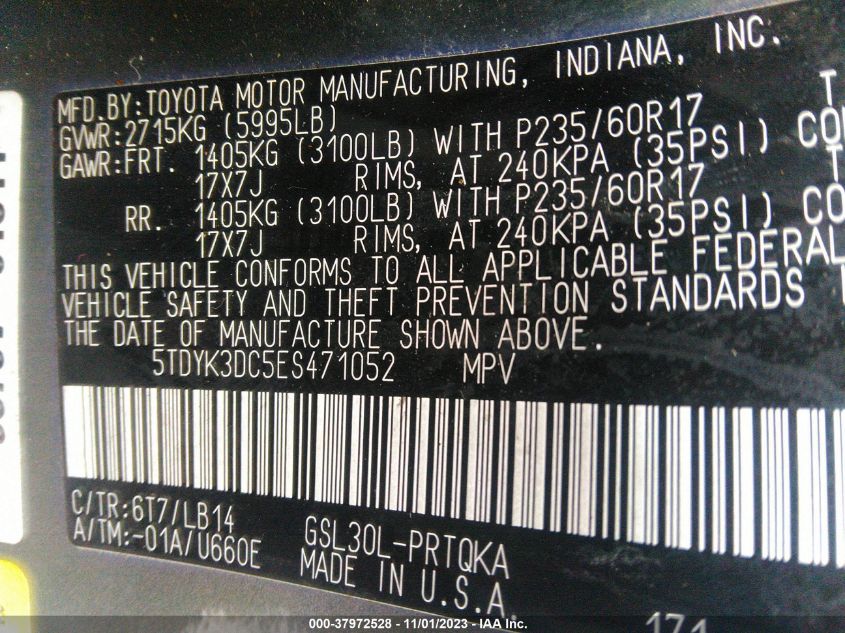 MFD.BY:TOYOTA MOTOR MANUFACTURING, INDIANA, INC.
GVWR:2715KG (5995LB) T
GAWR:FRT. 1405KG (3100LB) WITH P235/60R17
17X7J RIMS, AT 240KPA (35PSI) T
RR. 1405KG (3100LB) WITH P235/60R17
17X7J RIMS, AT 240KPA (35PSI)
THIS VEHICLE CONFORMS TO ALL APPLICABLE FEDERAL
VEHICLE SAFETY AND THEFT PREVENTION STANDARDS
THE DATE OF MANUFACTURE SHOWN ABOVE.
5TDYK3DC5ES471052 MPV
C/TR:6T7/LB14
A/TM:-01A/U660E
GSL30L-PRTQKA
MADE IN U.S.A.
171
000-37972528 - 11/01/2023 - IAA Inc.